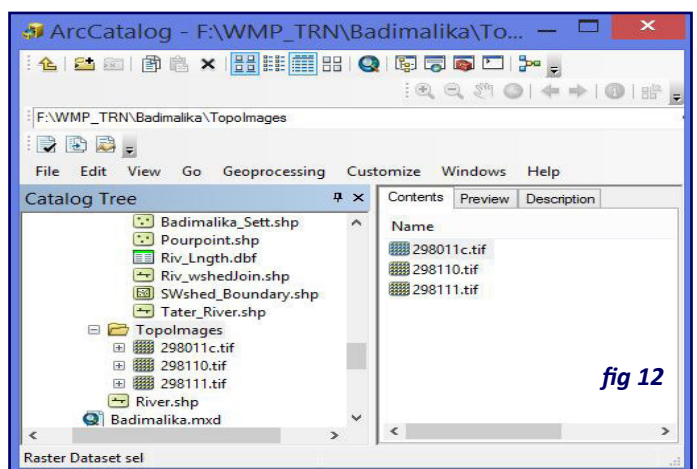 ArcCatalog - F:\WMP_TRN\Badimalika\To...
F:\WMP_TRN\Badimalika\TopoImages
File Edit View Go Geoprocessing Customize Windows Help
Catalog Tree
Badimalika_Sett.shp
Pourpoint.shp
Riv_Lngth.dbf
Riv_wshedJoin.shp
SWshed_Boundary.shp
Tater_River.shp
TopoImages
298011c.tif
298110.tif
298111.tif
River.shp
Badimalika.mxd
Contents Preview Description
Name
298011c.tif
298110.tif
298111.tif
fig 12
Raster Dataset sel